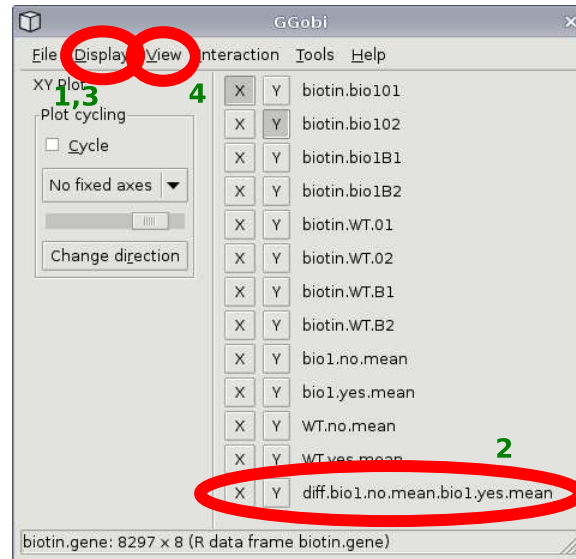 GGobi
File Display View Interaction Tools Help
XY Plot
1,3
4
Plot cycling
Cycle
No fixed axes
Change direction
X Y biotin.bio101
X Y biotin.bio102
X Y biotin.bio1B1
X Y biotin.bio1B2
X Y biotin.WT.01
X Y biotin.WT.02
X Y biotin.WT.B1
X Y biotin.WT.B2
X Y bio1.no.mean
X Y bio1.yes.mean
X Y WT.no.mean
X Y WT.yes.mean
2
X Y diff.bio1.no.mean.bio1.yes.mean
biotin.gene: 8297 × 8 (R data frame biotin.gene)